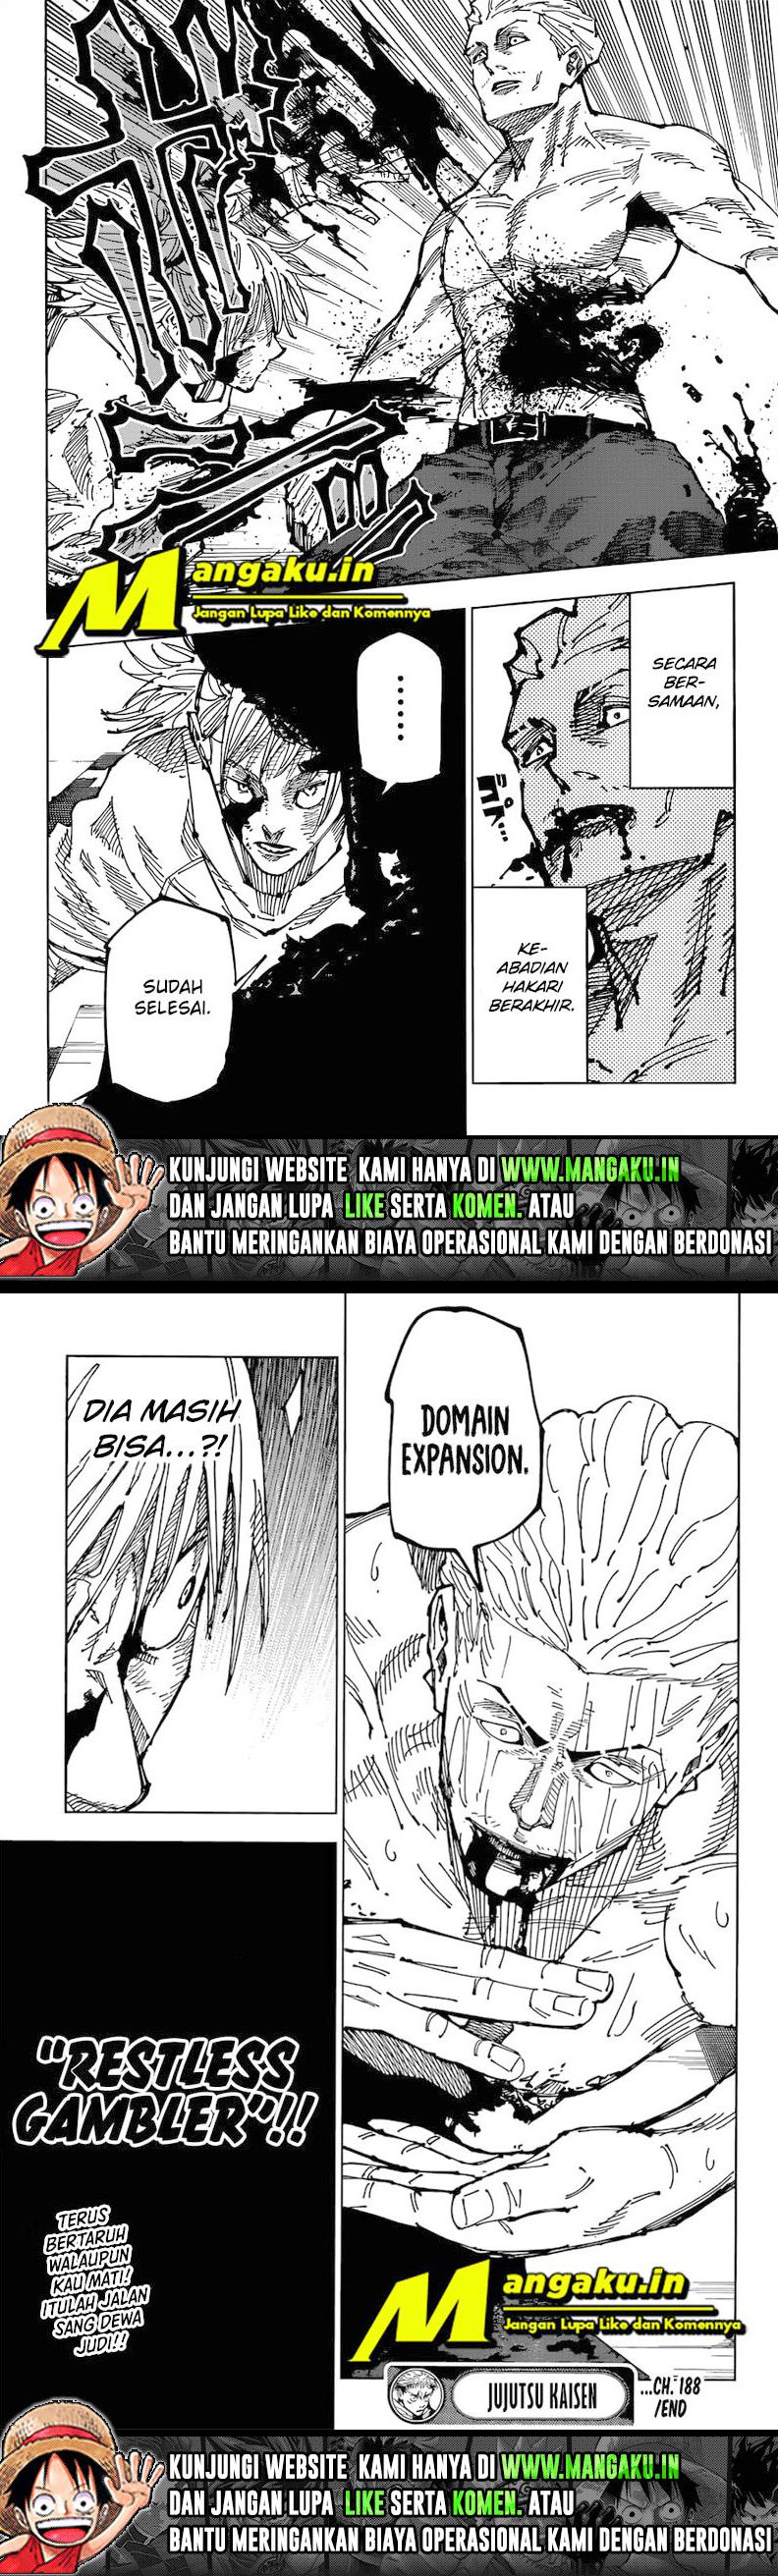 Mangaku.in
Jangan Lupa Like dan Komennya
SECARA
BER-
SAMAAN,
KE-
ABADIAN
HAKARI
BERAKHIR.
......
SUDAH
SELESAI.
KUNJUNGI WEBSITE KAMI HANYA DI WWW.MANGAKU.IN
DAN JANGAN LUPA LIKE SERTA KOMEN. ATAU
BANTU MERINGANKAN BIAYA OPERASIONAL KAMI DENGAN BERDONASI
DOMAIN
EXPANSION.
DIA MASIH
BISA...?!
"RESTLESS
GAMBLER"!!
TERUS
BERTARUH
WALAUPUN
KAU MATI!
ITULAH JALAN
SANG DEWA
JUDI!!
Mangaku.in
Jangan Lupa Like dan Komennya
JUJUTSU KAISEN
...CH. 188
/END
KUNJUNGI WEBSITE KAMI HANYA DI WWW.MANGAKU.IN
DAN JANGAN LUPA LIKE SERTA KOMEN. ATAU
BANTU MERINGANKAN BIAYA OPERASIONAL KAMI DENGAN BERDONASI